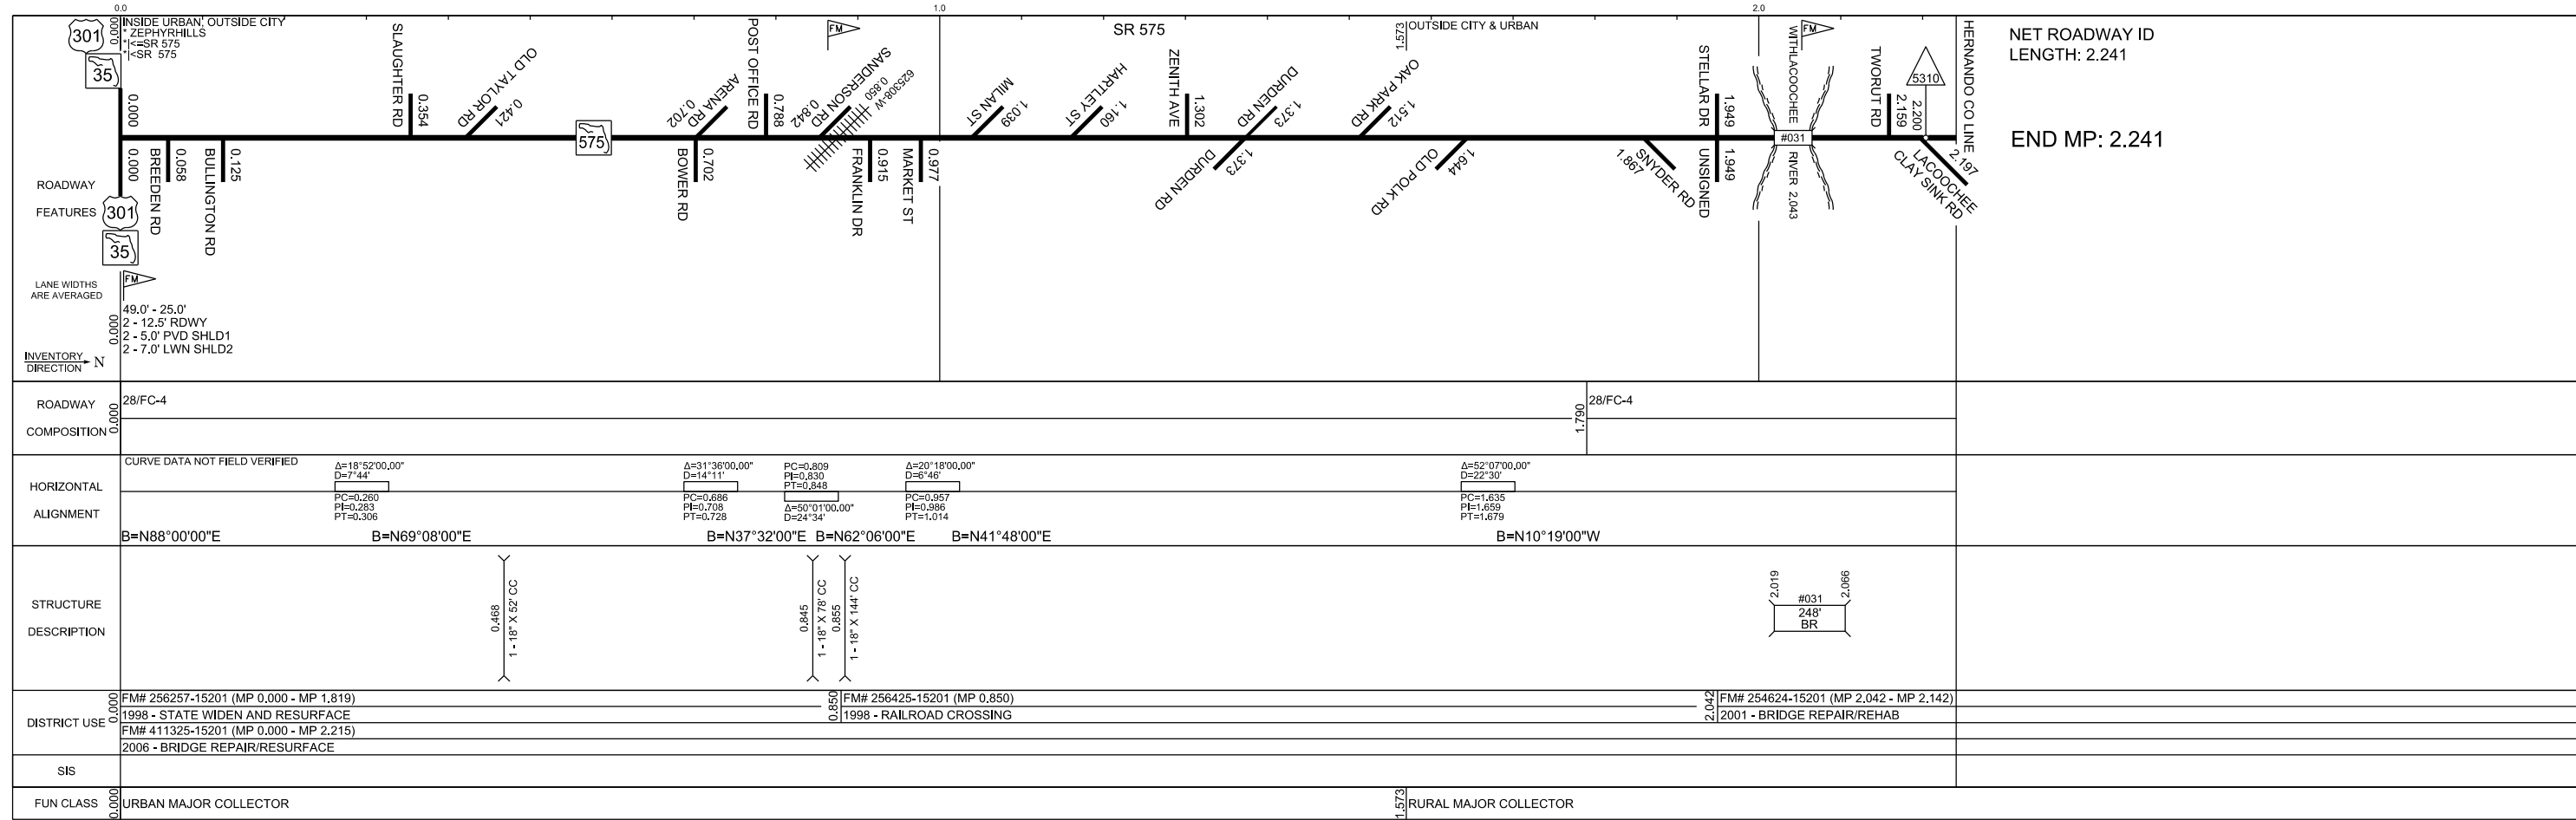 0.0
1.0
2.0
301
35
0.000
INSIDE URBAN, OUTSIDE CITY
* ZEPHYRHILLS
*|<=SR 575
*|<SR 575
0.000
SLAUGHTER RD
0.354
OLD TAYLOR RD
0.421
575
ARENA RD
0.702
POST OFFICE RD
0.788
FM
SANDERSON RD
0.842
625308-W
0.850
MILAN ST
1.039
HARTLEY ST
1.160
SR 575
ZENITH AVE
1.302
DURDEN RD
1.373
1.573
OUTSIDE CITY & URBAN
OAK PARK RD
1.512
STELLAR DR
1.949
WITHLACOOCHEE
FM
#031
RIVER 2.043
TWORUT RD
2.159
5310
2.200
HERNANDO CO LINE
NET ROADWAY ID
LENGTH: 2.241
END MP: 2.241
ROADWAY
FEATURES
0.000
301
35
BREEDEN RD
0.058
BULLINGTON RD
0.125
BOWER RD
0.702
FRANKLIN DR
0.915
MARKET ST
0.977
DURDEN RD
1.373
OLD POLK RD
1.644
SNYDER RD
1.867
UNSIGNED
1.949
LACOOCHEE
CLAY SINK RD
2.197
LANE WIDTHS
ARE AVERAGED
FM
0.000
49.0' - 25.0'
2 - 12.5' RDWY
2 - 5.0' PVD SHLD1
2 - 7.0' LWN SHLD2
INVENTORY
DIRECTION
N
ROADWAY
COMPOSITION
0.000
28/FC-4
1.790
28/FC-4
HORIZONTAL
ALIGNMENT
CURVE DATA NOT FIELD VERIFIED
Δ=18°52'00.00"
D=7°44'
PC=0.260
PI=0.283
PT=0.306
Δ=31°36'00.00"
D=14°11'
PC=0.686
PI=0.708
PT=0.728
PC=0.809
PI=0.830
PT=0.848
Δ=50°01'00.00"
D=24°34'
Δ=20°18'00.00"
D=6°46'
PC=0.957
PI=0.986
PT=1.014
Δ=52°07'00.00"
D=22°30'
PC=1.635
PI=1.659
PT=1.679
B=N88°00'00"E
B=N69°08'00"E
B=N37°32'00"E
B=N62°06'00"E
B=N41°48'00"E
B=N10°19'00"W
STRUCTURE
DESCRIPTION
0.468
1 - 18" X 52' CC
0.845
1 - 18" X 78' CC
0.855
1 - 18" X 144' CC
2.019
#031
248'
BR
2.066
DISTRICT USE
0.000
FM# 256257-15201 (MP 0.000 - MP 1.819)
1998 - STATE WIDEN AND RESURFACE
FM# 411325-15201 (MP 0.000 - MP 2.215)
2006 - BRIDGE REPAIR/RESURFACE
0.850
FM# 256425-15201 (MP 0.850)
1998 - RAILROAD CROSSING
2.042
FM# 254624-15201 (MP 2.042 - MP 2.142)
2001 - BRIDGE REPAIR/REHAB
SIS
FUN CLASS
0.000
URBAN MAJOR COLLECTOR
1.573
RURAL MAJOR COLLECTOR